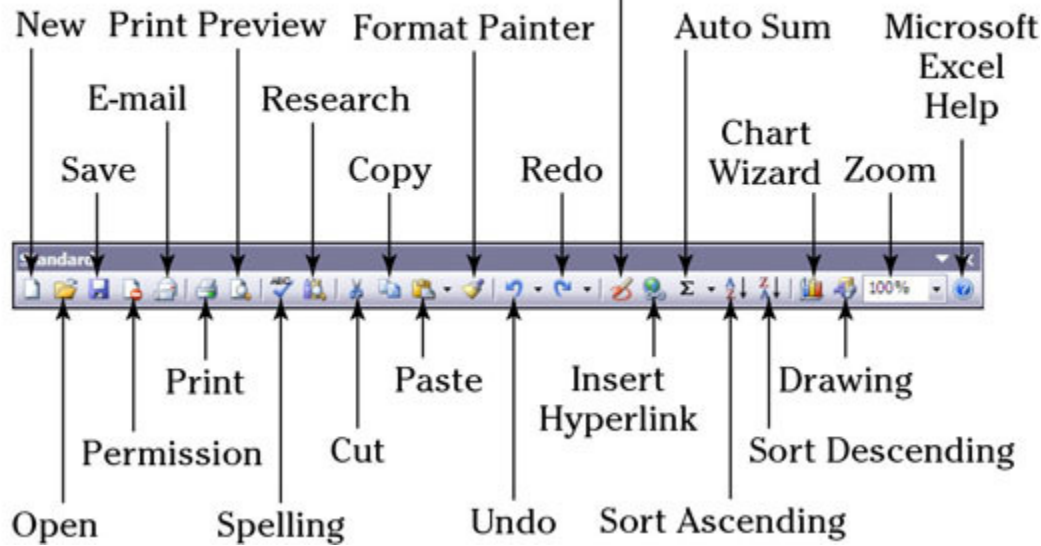 New Print Preview Format Painter Auto Sum Microsoft
Excel
Help
E-mail Research
Chart
Wizard
Save Copy Redo Zoom
Standard
ABC
Σ
A
Z
Z
A
100%
?
Print Paste Insert
Hyperlink
Drawing
Permission Cut Sort Descending
Open Spelling Undo Sort Ascending